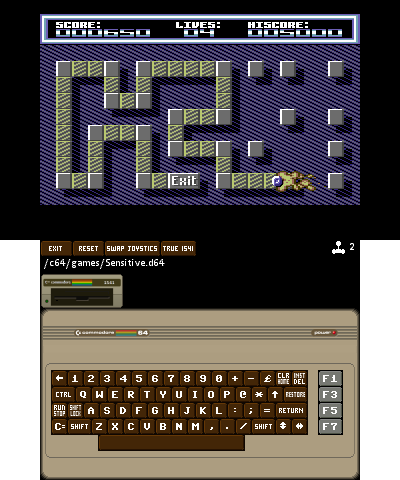 SCORE: LIVES: HISCORE:
000650 04 005000
Exit
EXIT RESET SWAP JOYSTICS TRUE 1541 2
/c64/games/Sensitive.d64
commodore 1541
commodore 64 power
← 1 2 3 4 5 6 7 8 9 0 + - £ CLR HOME INST DEL F1
CTRL Q W E R T Y U I O P @ * ↑ RESTORE F3
RUN STOP SHFT LOCK A S D F G H J K L : ; = RETURN F5
C= SHIFT Z X C V B N M , . / SHIFT F7